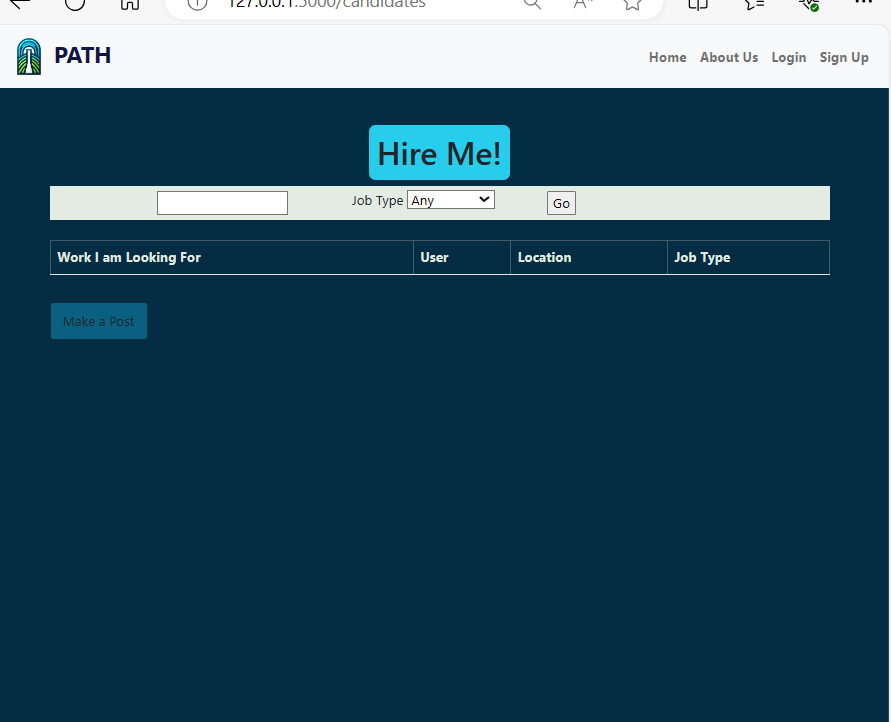 127.0.0.1:5000/candidates
PATH
Home About Us Login Sign Up
Hire Me!
Job Type Any Go
Work I am Looking For User Location Job Type
Make a Post